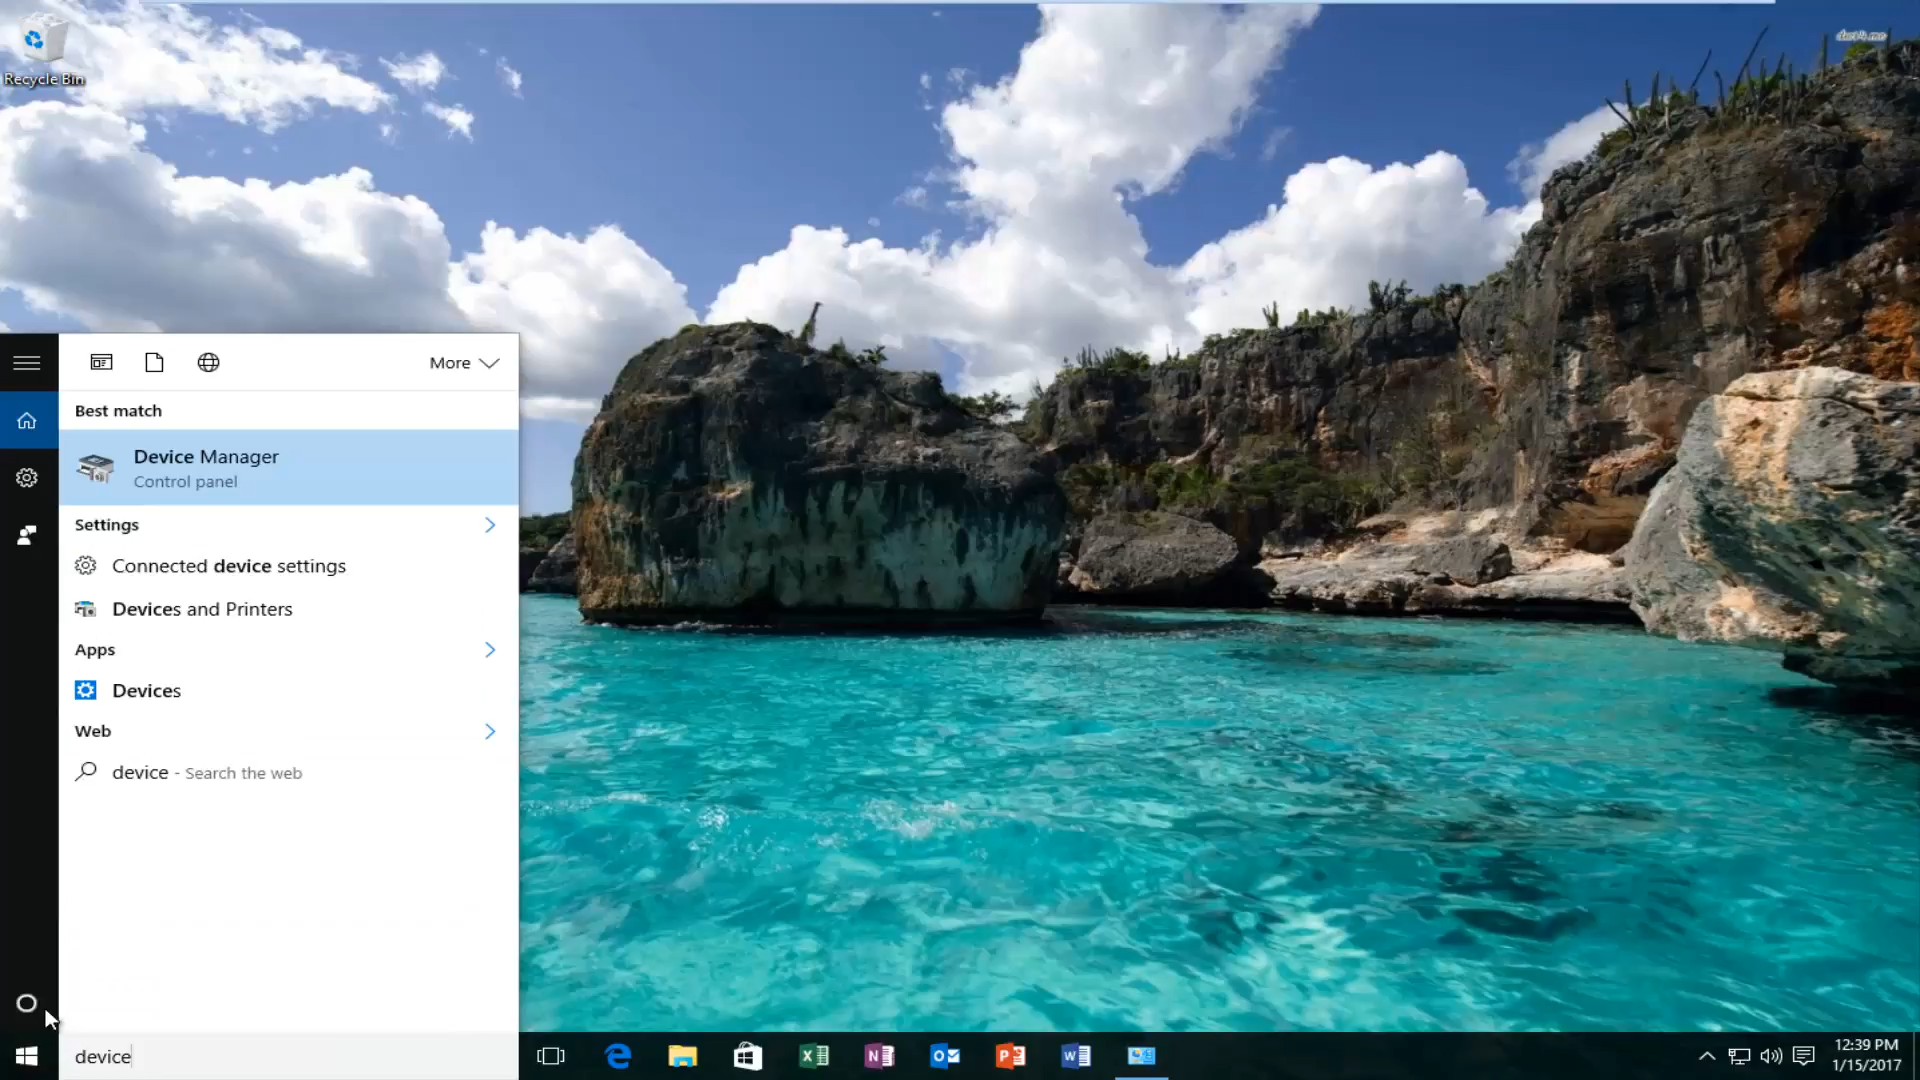 Recycle Bin
More
Best match
Device Manager
Control panel
Settings
Connected device settings
Devices and Printers
Apps
Devices
Web
device - Search the web
device
12:39 PM
1/15/2017